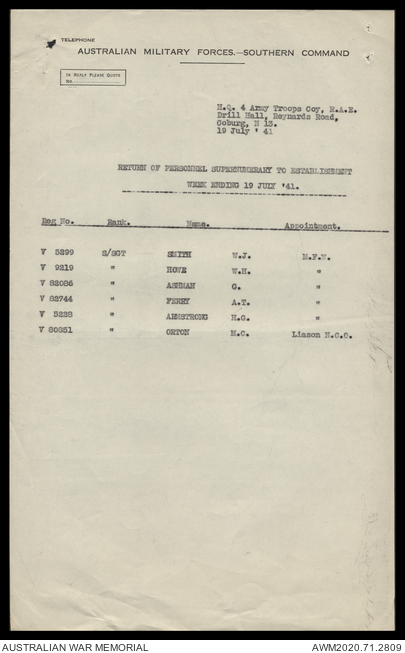 TELEPHONE
AUSTRALIAN MILITARY FORCES.—SOUTHERN COMMAND
IN REPLY PLEASE QUOTE
No.
H.Q. 4 Army Troops Coy, R.A.E.
Drill Hall, Reynards Road,
Coburg, N 13.
19 July ' 41
RETURN OF PERSONNEL SUPERNUMERARY TO ESTABLISHMENT
WEEK ENDING 19 JULY '41.
Reg No. Rank. Name. Appointment.
V 5299 S/SGT SMITH W.J. M.F.F.
V 9219 " HOWE W.H. "
V 82086 " ASHMAN G. "
V 82744 " FERRY A.T. "
V 5228 " ARMSTRONG H.G. "
V 80851 " ORTON M.C. Liason N.C.O.
AUSTRALIAN WAR MEMORIAL
AWM2020.71.2809